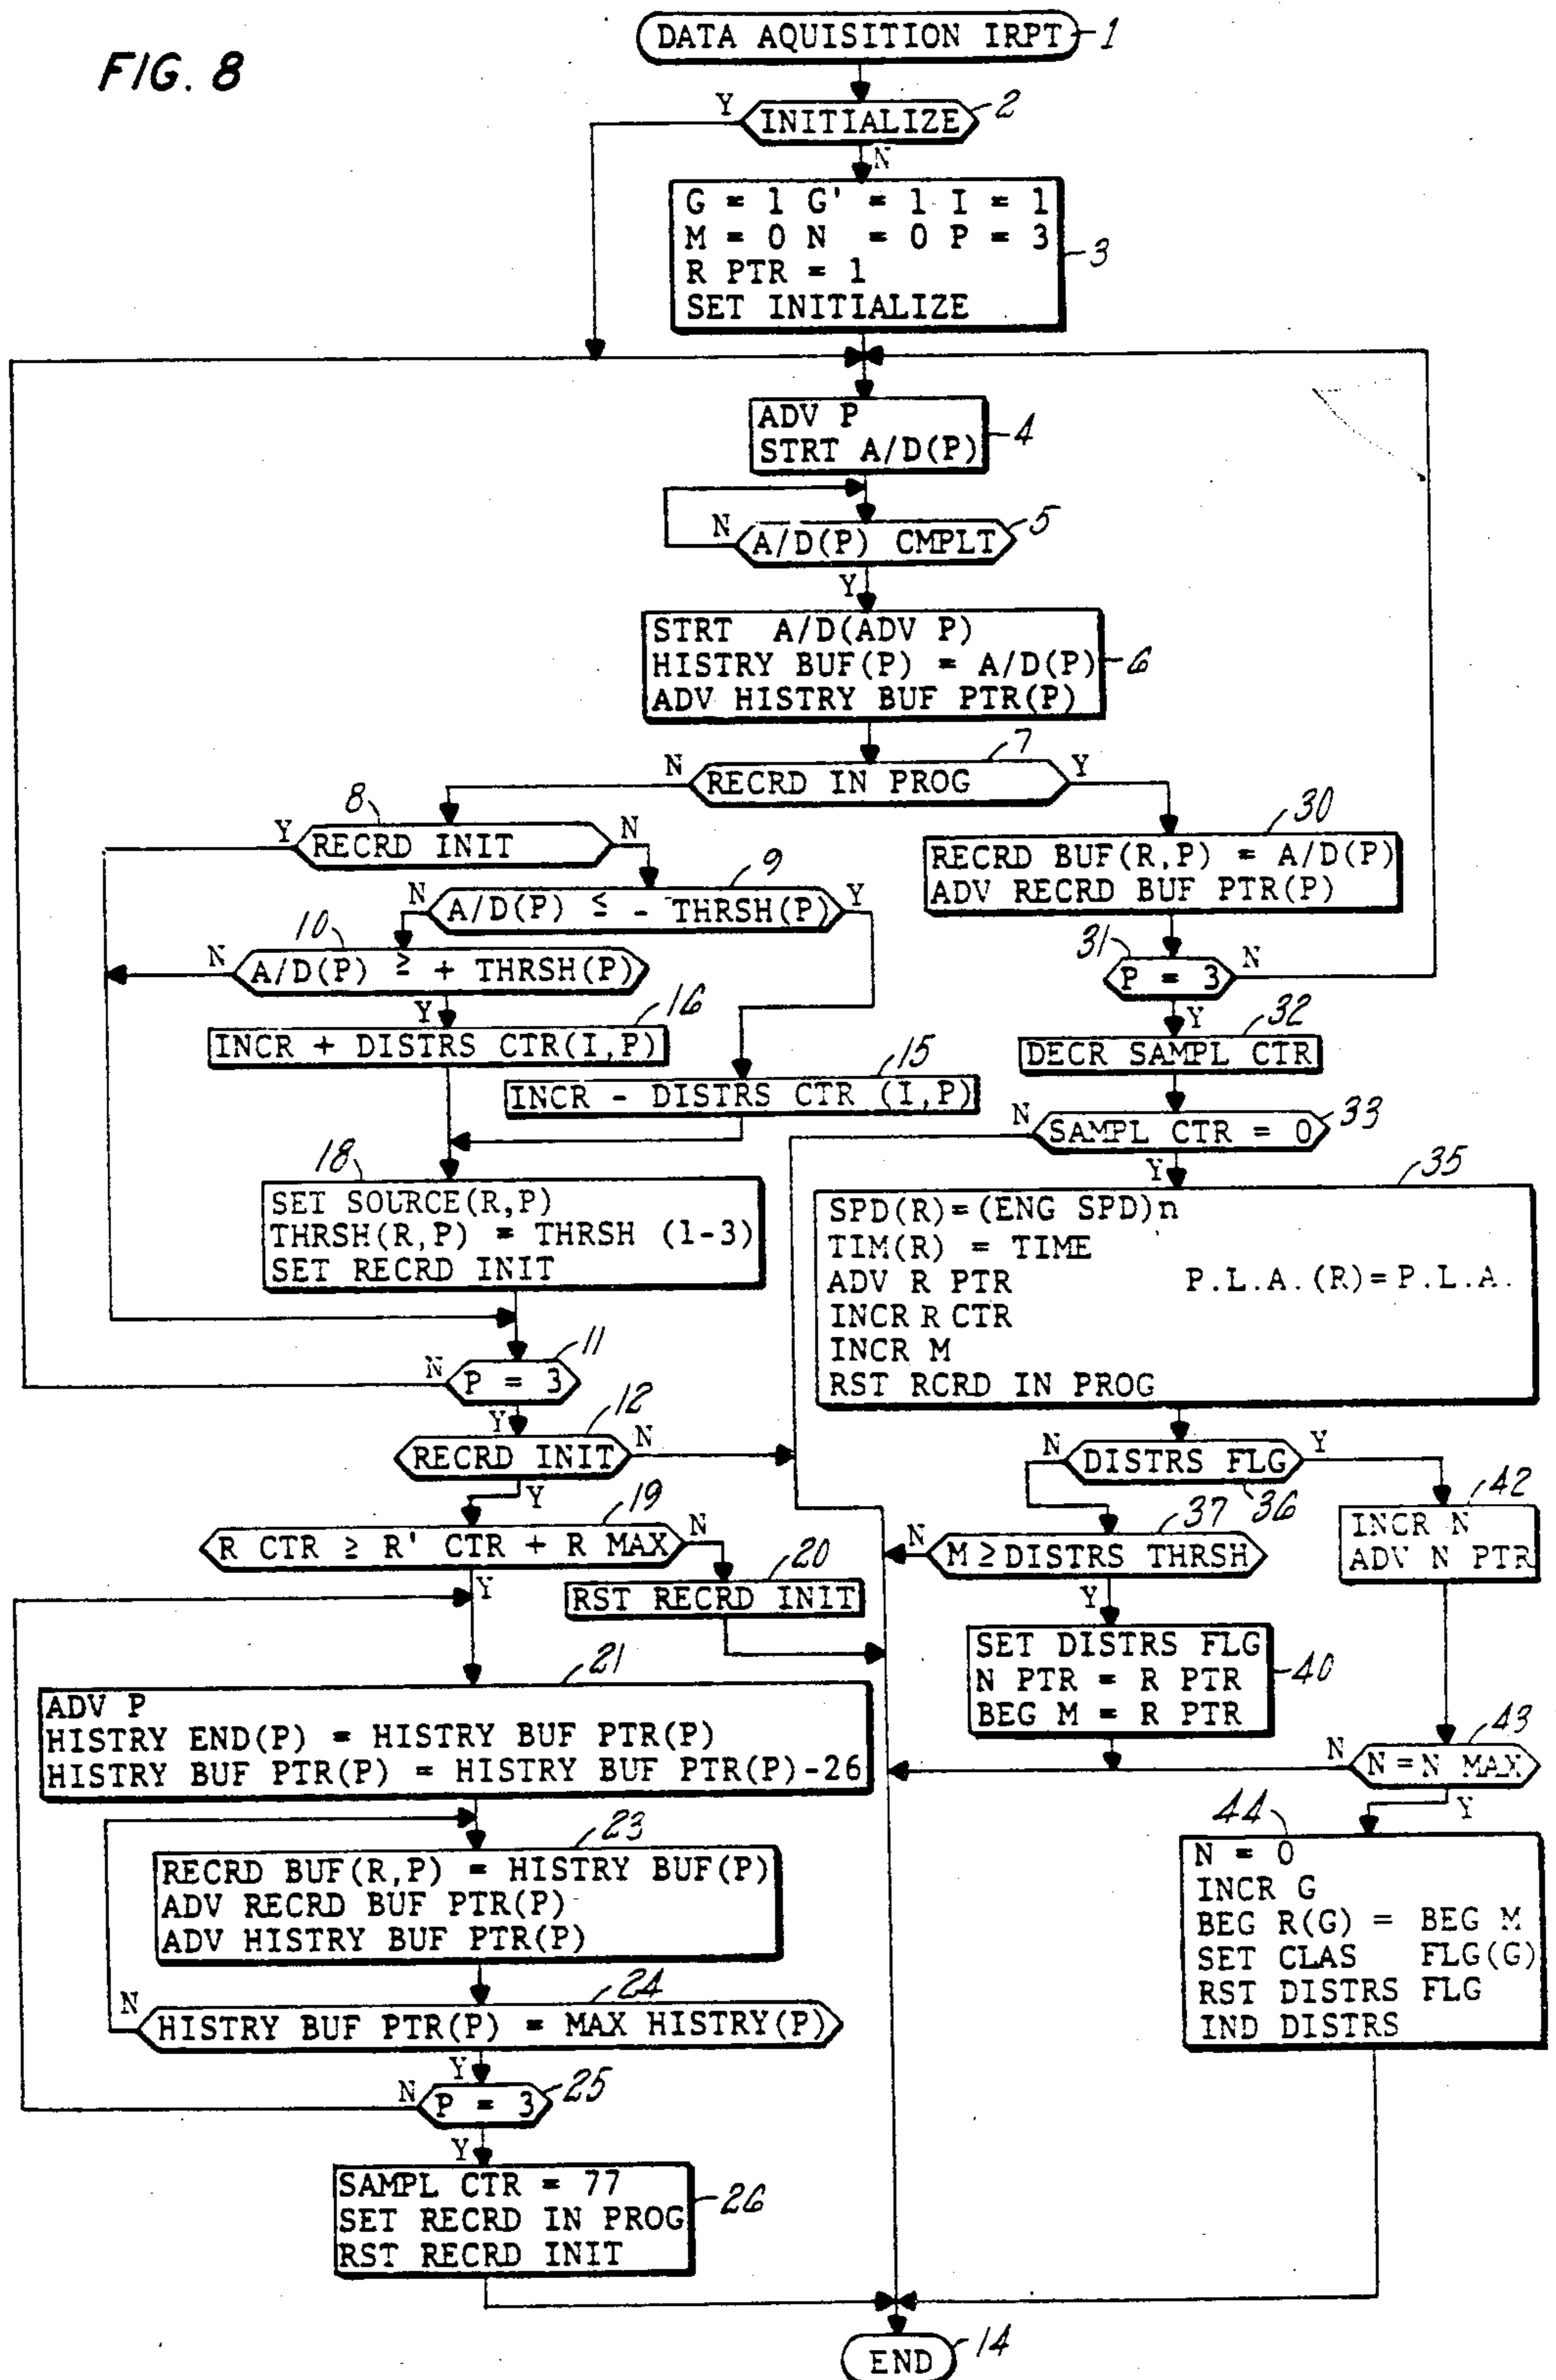 FIG. 8
DATA AQUISITION IRPT
1
INITIALIZE
2
Y
N
G = 1 G' = 1 I = 1
M = 0 N = 0 P = 3
R PTR = 1
SET INITIALIZE
3
ADV P
STRT A/D(P)
4
A/D(P) CMPLT
5
N
Y
STRT A/D(ADV P)
HISTRY BUF(P) = A/D(P)
ADV HISTRY BUF PTR(P)
6
RECRD IN PROG
7
N
Y
RECRD INIT
8
Y
N
A/D(P) ≤ - THRSH(P)
9
N
Y
A/D(P) ≥ + THRSH(P)
10
N
Y
INCR + DISTRS CTR(I,P)
16
INCR - DISTRS CTR (I,P)
15
SET SOURCE(R,P)
THRSH(R,P) = THRSH (1-3)
SET RECRD INIT
18
P = 3
11
N
Y
RECRD INIT
12
N
Y
R CTR ≥ R' CTR + R MAX
19
N
Y
RST RECRD INIT
20
ADV P
HISTRY END(P) = HISTRY BUF PTR(P)
HISTRY BUF PTR(P) = HISTRY BUF PTR(P)-26
21
RECRD BUF(R,P) = HISTRY BUF(P)
ADV RECRD BUF PTR(P)
ADV HISTRY BUF PTR(P)
23
HISTRY BUF PTR(P) = MAX HISTRY(P)
24
N
Y
P = 3
25
N
Y
SAMPL CTR = 77
SET RECRD IN PROG
RST RECRD INIT
26
RECRD BUF(R,P) = A/D(P)
ADV RECRD BUF PTR(P)
30
P = 3
31
N
Y
DECR SAMPL CTR
32
SAMPL CTR = 0
33
N
Y
SPD(R)=(ENG SPD)n
TIM(R) = TIME
ADV R PTR P.L.A.(R)=P.L.A.
INCR R CTR
INCR M
RST RCRD IN PROG
35
DISTRS FLG
36
N
Y
M ≥ DISTRS THRSH
37
N
Y
SET DISTRS FLG
N PTR = R PTR
BEG M = R PTR
40
INCR N
ADV N PTR
42
N = N MAX
43
N
Y
N = 0
INCR G
BEG R(G) = BEG M
SET CLAS FLG(G)
RST DISTRS FLG
IND DISTRS
44
END
14